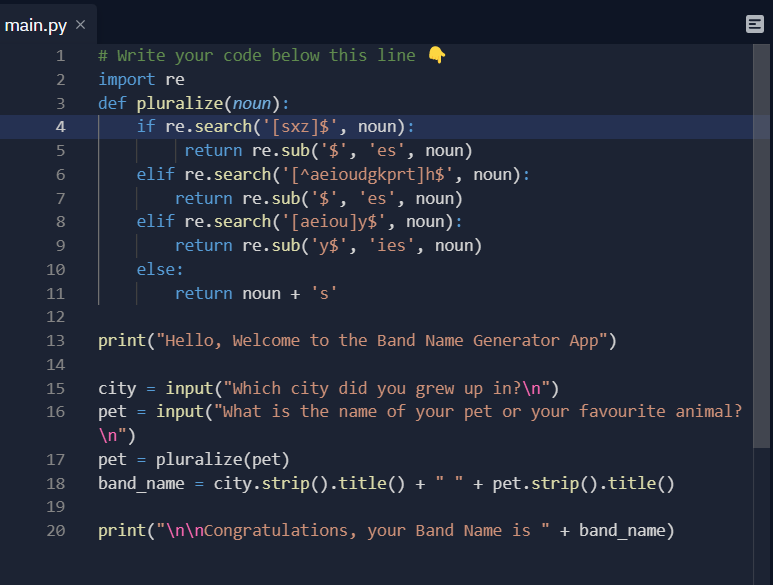 main.py ×
1 # Write your code below this line 👇
2 import re
3 def pluralize(noun):
4     if re.search('[sxz]$', noun):
5          return re.sub('$', 'es', noun)
6     elif re.search('[^aeioudgkprt]h$', noun):
7         return re.sub('$', 'es', noun)
8     elif re.search('[aeiou]y$', noun):
9         return re.sub('y$', 'ies', noun)
10     else:
11         return noun + 's'
12
13 print("Hello, Welcome to the Band Name Generator App")
14
15 city = input("Which city did you grew up in?\n")
16 pet = input("What is the name of your pet or your favourite animal?
\n")
17 pet = pluralize(pet)
18 band_name = city.strip().title() + " " + pet.strip().title()
19
20 print("\n\nCongratulations, your Band Name is " + band_name)